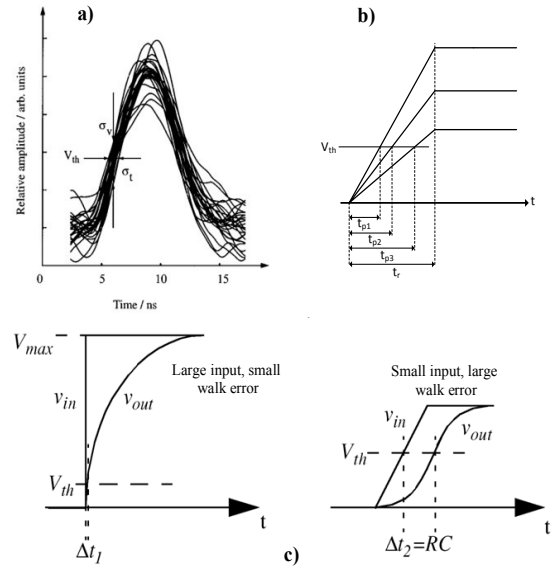 a)
Relative amplitude / arb. units
σv
Vth
σt
0
5
10
15
Time / ns
b)
Vth
t
tp1
tp2
tp3
tr
Vmax
Large input, small
walk error
vin
vout
Vth
t
Δt1
Small input, large
walk error
vin
vout
Vth
t
Δt2=RC
c)